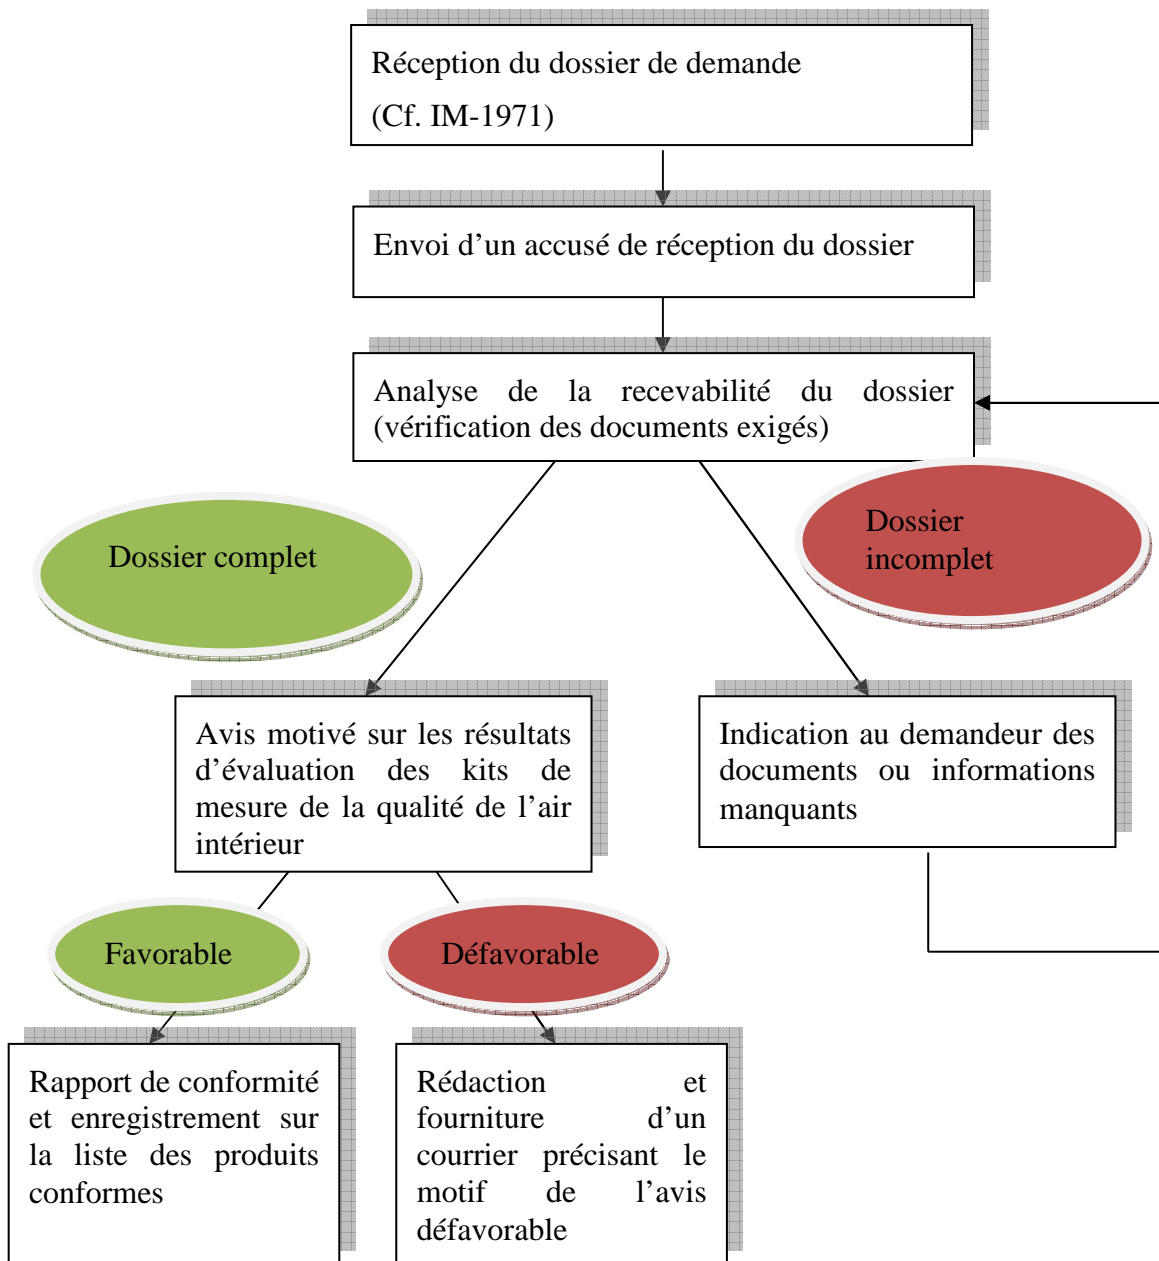 Réception du dossier de demande
(Cf. IM-1971)
Envoi d’un accusé de réception du dossier
Analyse de la recevabilité du dossier
(vérification des documents exigés)
Dossier complet
Dossier
incomplet
Avis motivé sur les résultats
d’évaluation des kits de
mesure de la qualité de l’air
intérieur
Indication au demandeur des
documents ou informations
manquants
Favorable
Défavorable
Rapport de conformité
et enregistrement sur
la liste des produits
conformes
Rédaction et
fourniture d’un
courrier précisant le
motif de l’avis
défavorable